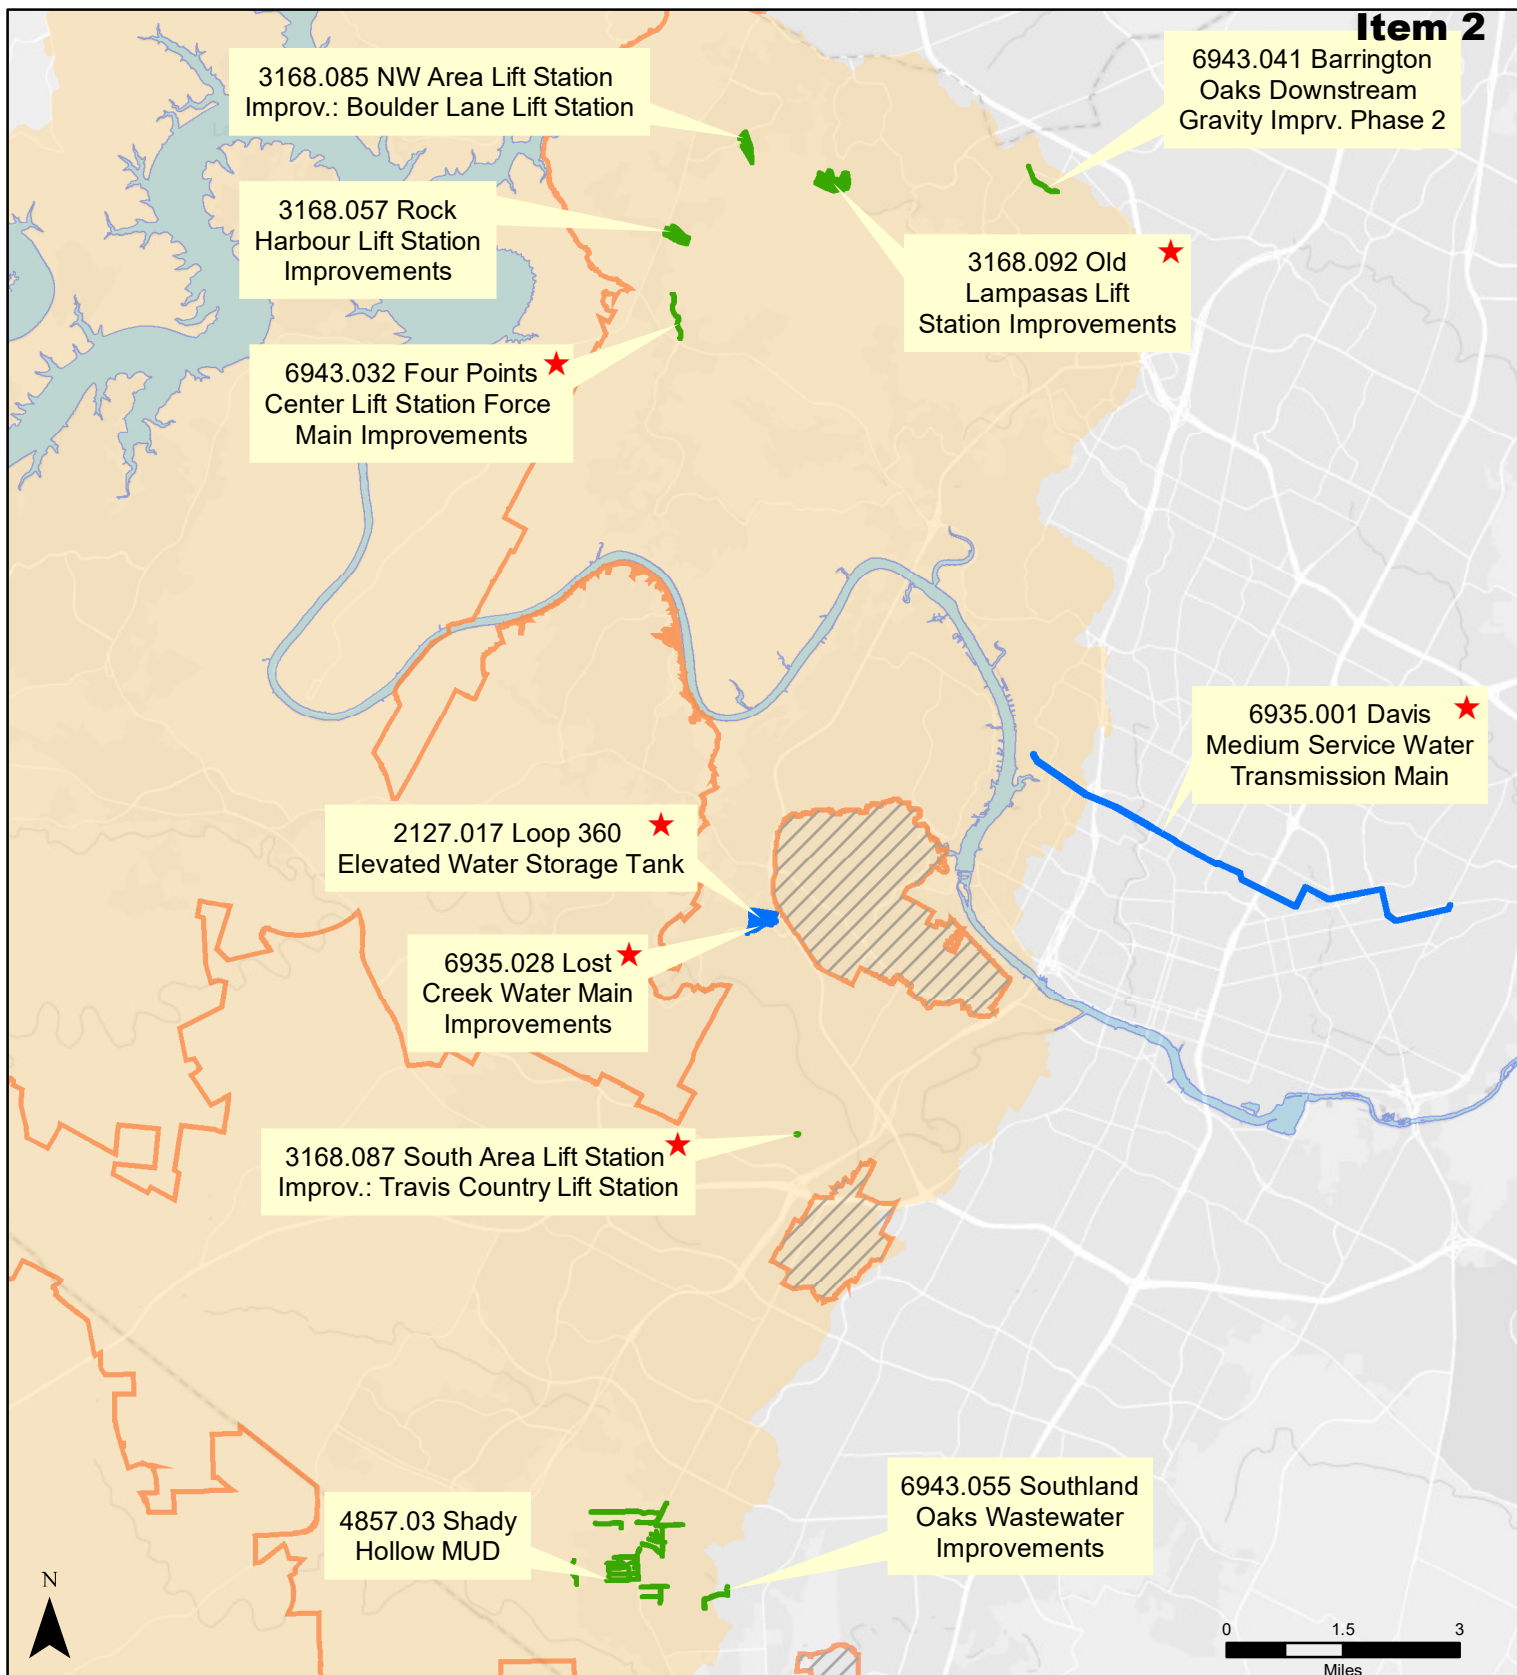 Item 2
3168.085 NW Area Lift Station
Improv.: Boulder Lane Lift Station
6943.041 Barrington
Oaks Downstream
Gravity Imprv. Phase 2
3168.057 Rock
Harbour Lift Station
Improvements
3168.092 Old
Lampasas Lift
Station Improvements
6943.032 Four Points
Center Lift Station Force
Main Improvements
6935.001 Davis
Medium Service Water
Transmission Main
2127.017 Loop 360
Elevated Water Storage Tank
6935.028 Lost
Creek Water Main
Improvements
3168.087 South Area Lift Station
Improv.: Travis Country Lift Station
4857.03 Shady
Hollow MUD
6943.055 Southland
Oaks Wastewater
Improvements
N
0 1.5 3
Miles